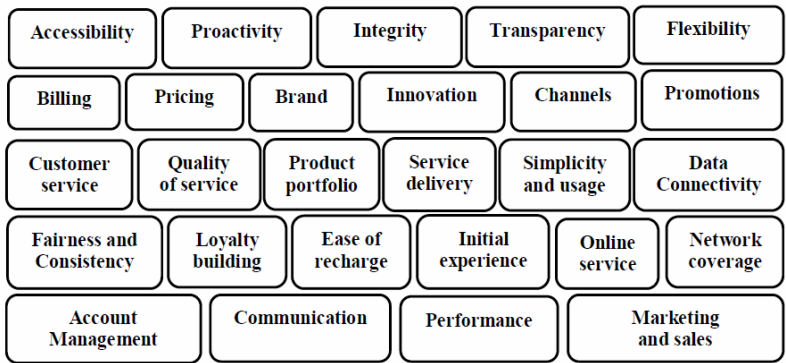 Accessibility Proactivity Integrity Transparency Flexibility
Billing Pricing Brand Innovation Channels Promotions
Customer service
Quality of service
Product portfolio
Service delivery
Simplicity and usage
Data Connectivity
Fairness and Consistency
Loyalty building
Ease of recharge
Initial experience
Online service
Network coverage
Account Management
Communication
Performance
Marketing and sales